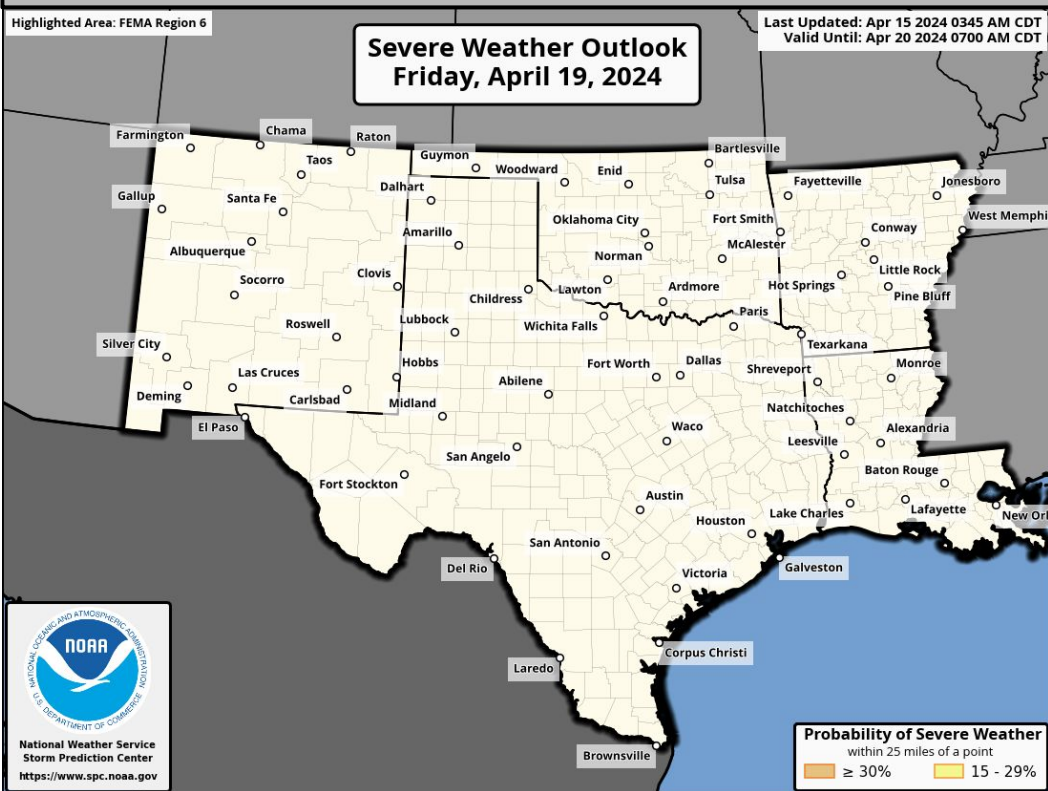 Highlighted Area: FEMA Region 6
Last Updated: Apr 15 2024 0345 AM CDT
Valid Until: Apr 20 2024 0700 AM CDT
Severe Weather Outlook
Friday, April 19, 2024
Farmington
Chama
Raton
Taos
Guymon
Woodward
Enid
Bartlesville
Tulsa
Fayetteville
Jonesboro
Gallup
Santa Fe
Dalhart
Oklahoma City
Fort Smith
West Memphi
Albuquerque
Amarillo
Norman
McAlester
Conway
Socorro
Clovis
Childress
Lawton
Ardmore
Hot Springs
Little Rock
Pine Bluff
Roswell
Lubbock
Wichita Falls
Paris
Texarkana
Silver City
Las Cruces
Hobbs
Fort Worth
Dallas
Shreveport
Monroe
Deming
Carlsbad
Midland
Abilene
Natchitoches
El Paso
San Angelo
Waco
Leesville
Alexandria
Fort Stockton
Austin
Baton Rouge
Houston
Lake Charles
Lafayette
New Orl
San Antonio
Del Rio
Galveston
Victoria
Corpus Christi
Laredo
Brownsville
NATIONAL OCEANIC AND ATMOSPHERIC ADMINISTRATION
NOAA
U.S. DEPARTMENT OF COMMERCE
National Weather Service
Storm Prediction Center
https://www.spc.noaa.gov
Probability of Severe Weather
within 25 miles of a point
≥ 30%
15 - 29%